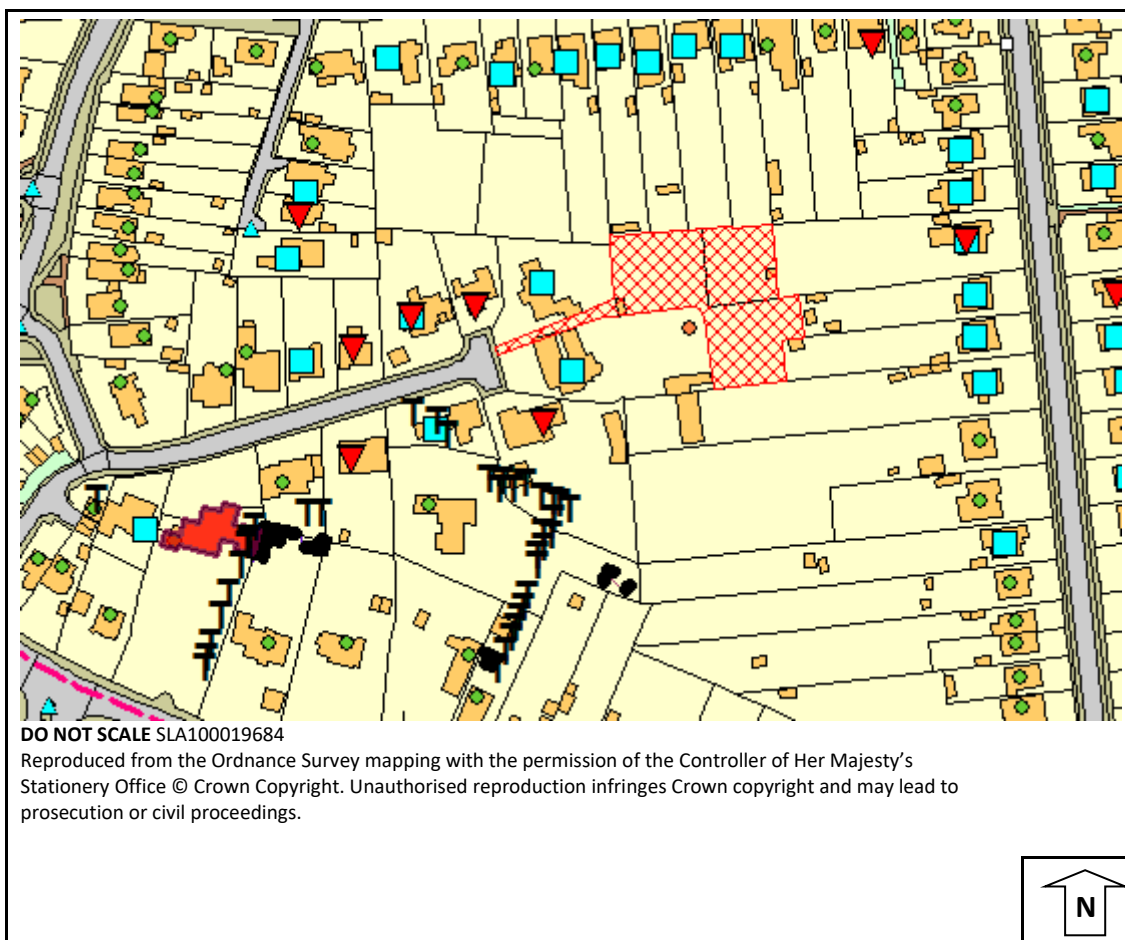 DO NOT SCALE SLA100019684
Reproduced from the Ordnance Survey mapping with the permission of the Controller of Her Majesty's
Stationery Office © Crown Copyright. Unauthorised reproduction infringes Crown copyright and may lead to
prosecution or civil proceedings.
N